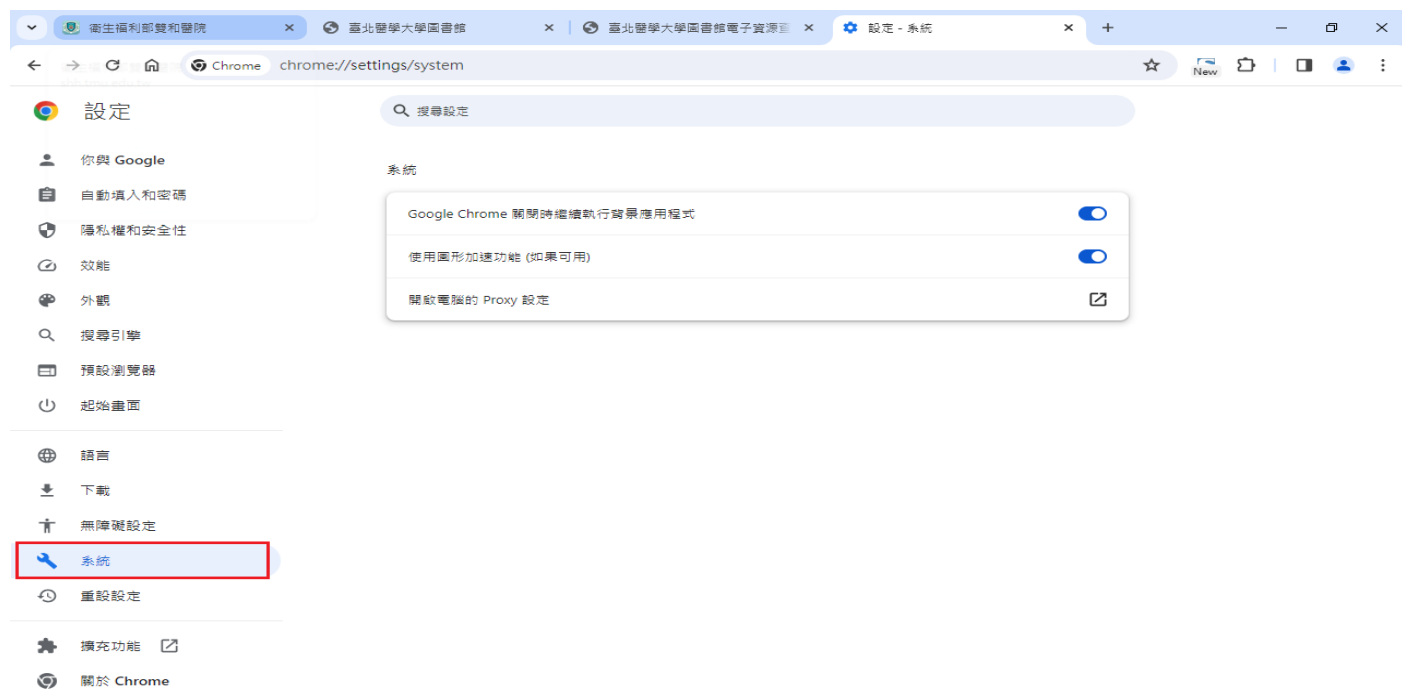 衛生福利部雙和醫院
臺北醫學大學圖書館
臺北醫學大學圖書館電子資源查
設定 - 系統
Chrome
chrome://settings/system
New
設定
搜尋設定
你與 Google
自動填入和密碼
隱私權和安全性
效能
外觀
搜尋引擎
預設瀏覽器
起始畫面
語言
下載
無障礙設定
系統
重設設定
擴充功能
關於 Chrome
系統
Google Chrome 關閉時繼續執行背景應用程式
使用圖形加速功能 (如果可用)
開啟電腦的 Proxy 設定